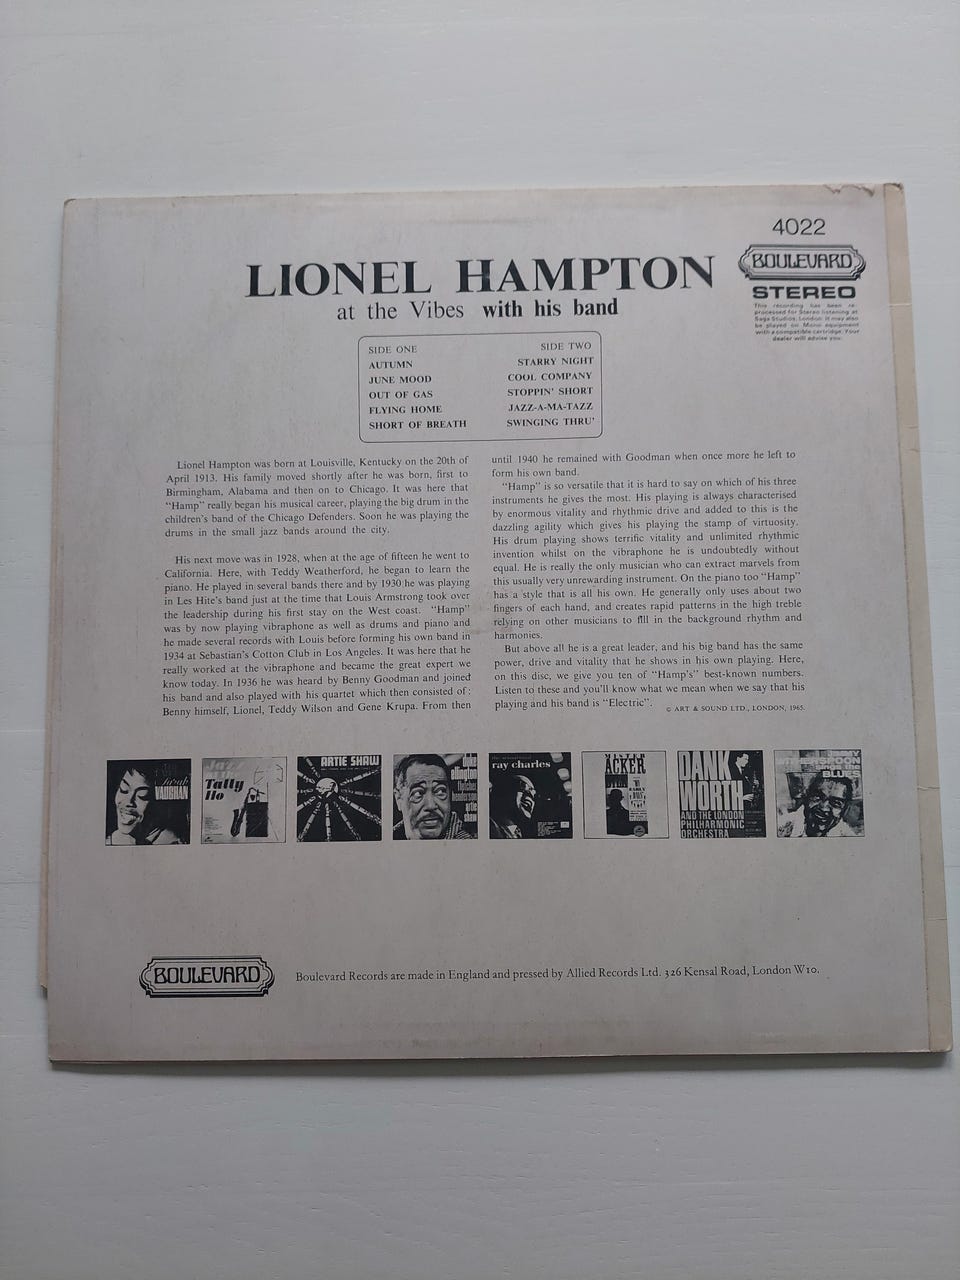 4022
BOULEVARD
STEREO
This recording has been re-
processed for Stereo listening at
Saga Studios, London. It may also
be played on Mono equipment
with a compatible cartridge. Your
dealer will advise you.
LIONEL HAMPTON
at the Vibes with his band
SIDE ONE
AUTUMN
JUNE MOOD
OUT OF GAS
FLYING HOME
SHORT OF BREATH
SIDE TWO
STARRY NIGHT
COOL COMPANY
STOPPIN' SHORT
JAZZ-A-MA-TAZZ
SWINGING THRU'
Lionel Hampton was born at Louisville, Kentucky on the 20th of
April 1913. His family moved shortly after he was born, first to
Birmingham, Alabama and then on to Chicago. It was here that
“Hamp” really began his musical career, playing the big drum in the
children's band of the Chicago Defenders. Soon he was playing the
drums in the small jazz bands around the city.
His next move was in 1928, when at the age of fifteen he went to
California. Here, with Teddy Weatherford, he began to learn the
piano. He played in several bands there and by 1930 he was playing
in Les Hite's band just at the time that Louis Armstrong took over
the leadership during his first stay on the West coast. “Hamp”
was by now playing vibraphone as well as drums and piano and
he made several records with Louis before forming his own band in
1934 at Sebastian's Cotton Club in Los Angeles. It was here that he
really worked at the vibraphone and became the great expert we
know today. In 1936 he was heard by Benny Goodman and joined
his band and also played with his quartet which then consisted of:
Benny himself, Lionel, Teddy Wilson and Gene Krupa. From then
until 1940 he remained with Goodman when once more he left to
form his own band.
“Hamp” is so versatile that it is hard to say on which of his three
instruments he gives the most. His playing is always characterised
by enormous vitality and rhythmic drive and added to this is the
dazzling agility which gives his playing the stamp of virtuosity.
His drum playing shows terrific vitality and unlimited rhythmic
invention whilst on the vibraphone he is undoubtedly without
equal. He is really the only musician who can extract marvels from
this usually very unrewarding instrument. On the piano too “Hamp”
has a style that is all his own. He generally only uses about two
fingers of each hand, and creates rapid patterns in the high treble
relying on other musicians to fill in the background rhythm and
harmonies.
But above all he is a great leader, and his big band has the same
power, drive and vitality that he shows in his own playing. Here,
on this disc, we give you ten of “Hamp's” best-known numbers.
Listen to these and you'll know what we mean when we say that his
playing and his band is “Electric”.
© ART & SOUND LTD., LONDON, 1965.
Sarah
VAUGHAN
Tally
Ho
ARTIE SHAW
duke
ellington
artie
shaw
ray charles
MISTER
ACKER
DANK
WORTH
AND THE LONDON
PHILHARMONIC
ORCHESTRA
JIMMY
WITHERSPOON
sings the
BLUES
BOULEVARD
Boulevard Records are made in England and pressed by Allied Records Ltd. 326 Kensal Road, London W10.